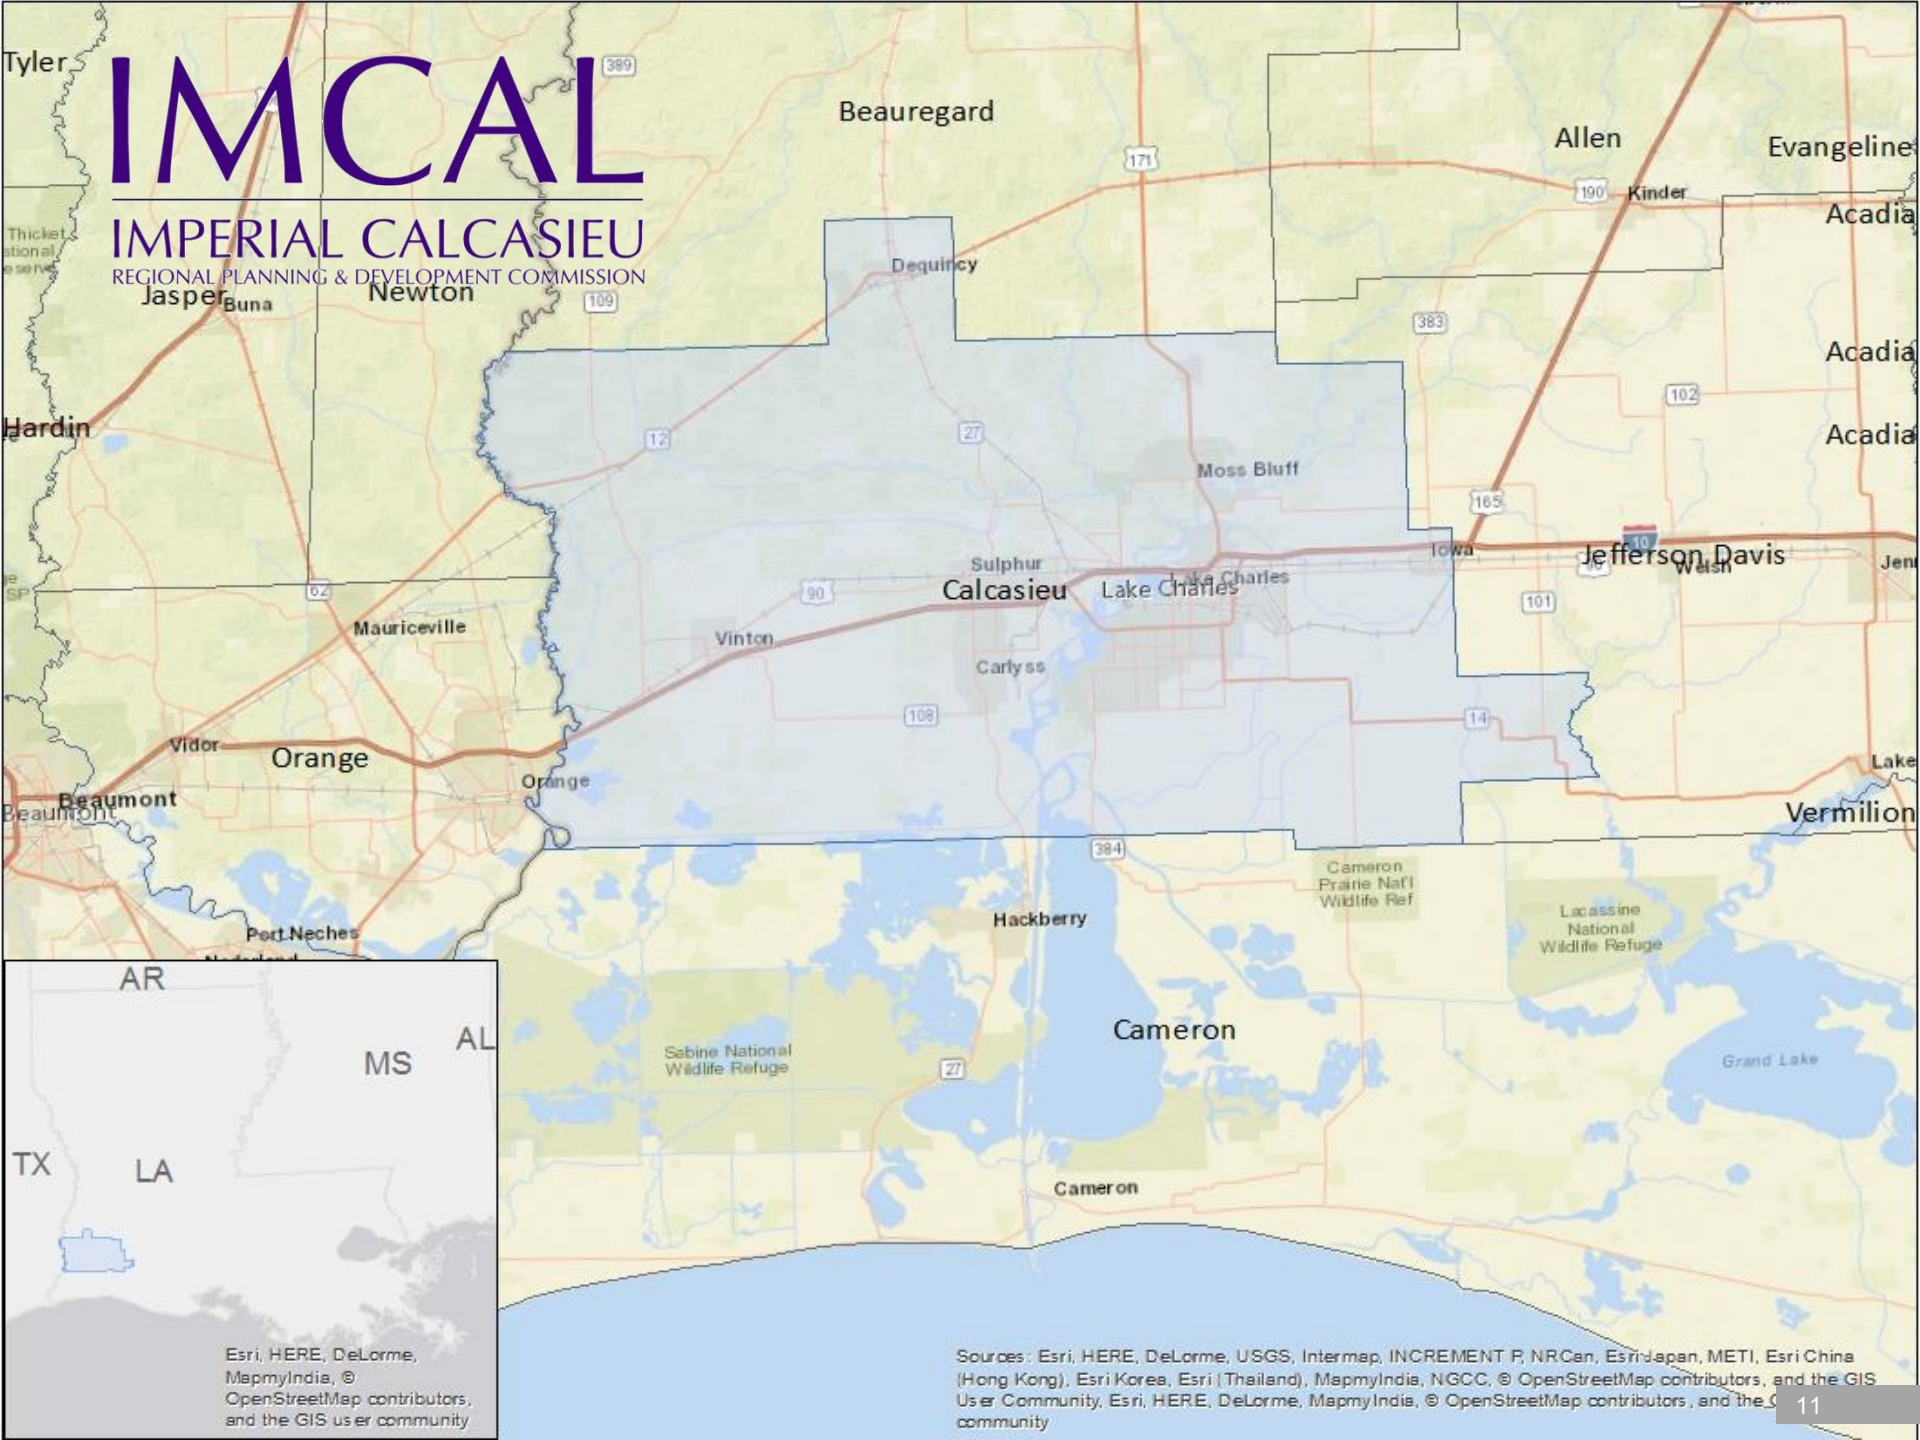 IMCAL
IMPERIAL CALCASIEU
REGIONAL PLANNING & DEVELOPMENT COMMISSION
Tyler
389
Beauregard
171
Allen
Evangeline
190
Kinder
Acadia
Thicket
Dequincy
Jasper
Buna
Newton
109
383
Acadia
102
Hardin
12
27
Acadia
Moss Bluff
165
Iowa
10
Jefferson Davis
Welsh
Sulphur
Calcasieu
Lake Charles
Lake Charles
62
90
101
Mauriceville
Vinton
Carlyss
108
14
Vidor
Orange
Orange
Lake
Beaumont
Beaumont
Vermilion
384
Cameron
Prairie Nat'l
Wildlife Ref
Hackberry
Lacassine
National
Wildlife Refuge
Port Neches
Nederland
AR
AL
MS
TX
LA
Cameron
Sabine National
Wildlife Refuge
27
Grand Lake
Cameron
Esri, HERE, DeLorme,
MapmyIndia, ©
OpenStreetMap contributors,
and the GIS user community
Sources: Esri, HERE, DeLorme, USGS, Intermap, INCREMENT P, NRCan, Esri Japan, METI, Esri China
(Hong Kong), Esri Korea, Esri (Thailand), MapmyIndia, NGCC, © OpenStreetMap contributors, and the GIS
User Community, Esri, HERE, DeLorme, MapmyIndia, © OpenStreetMap contributors, and the
community
11